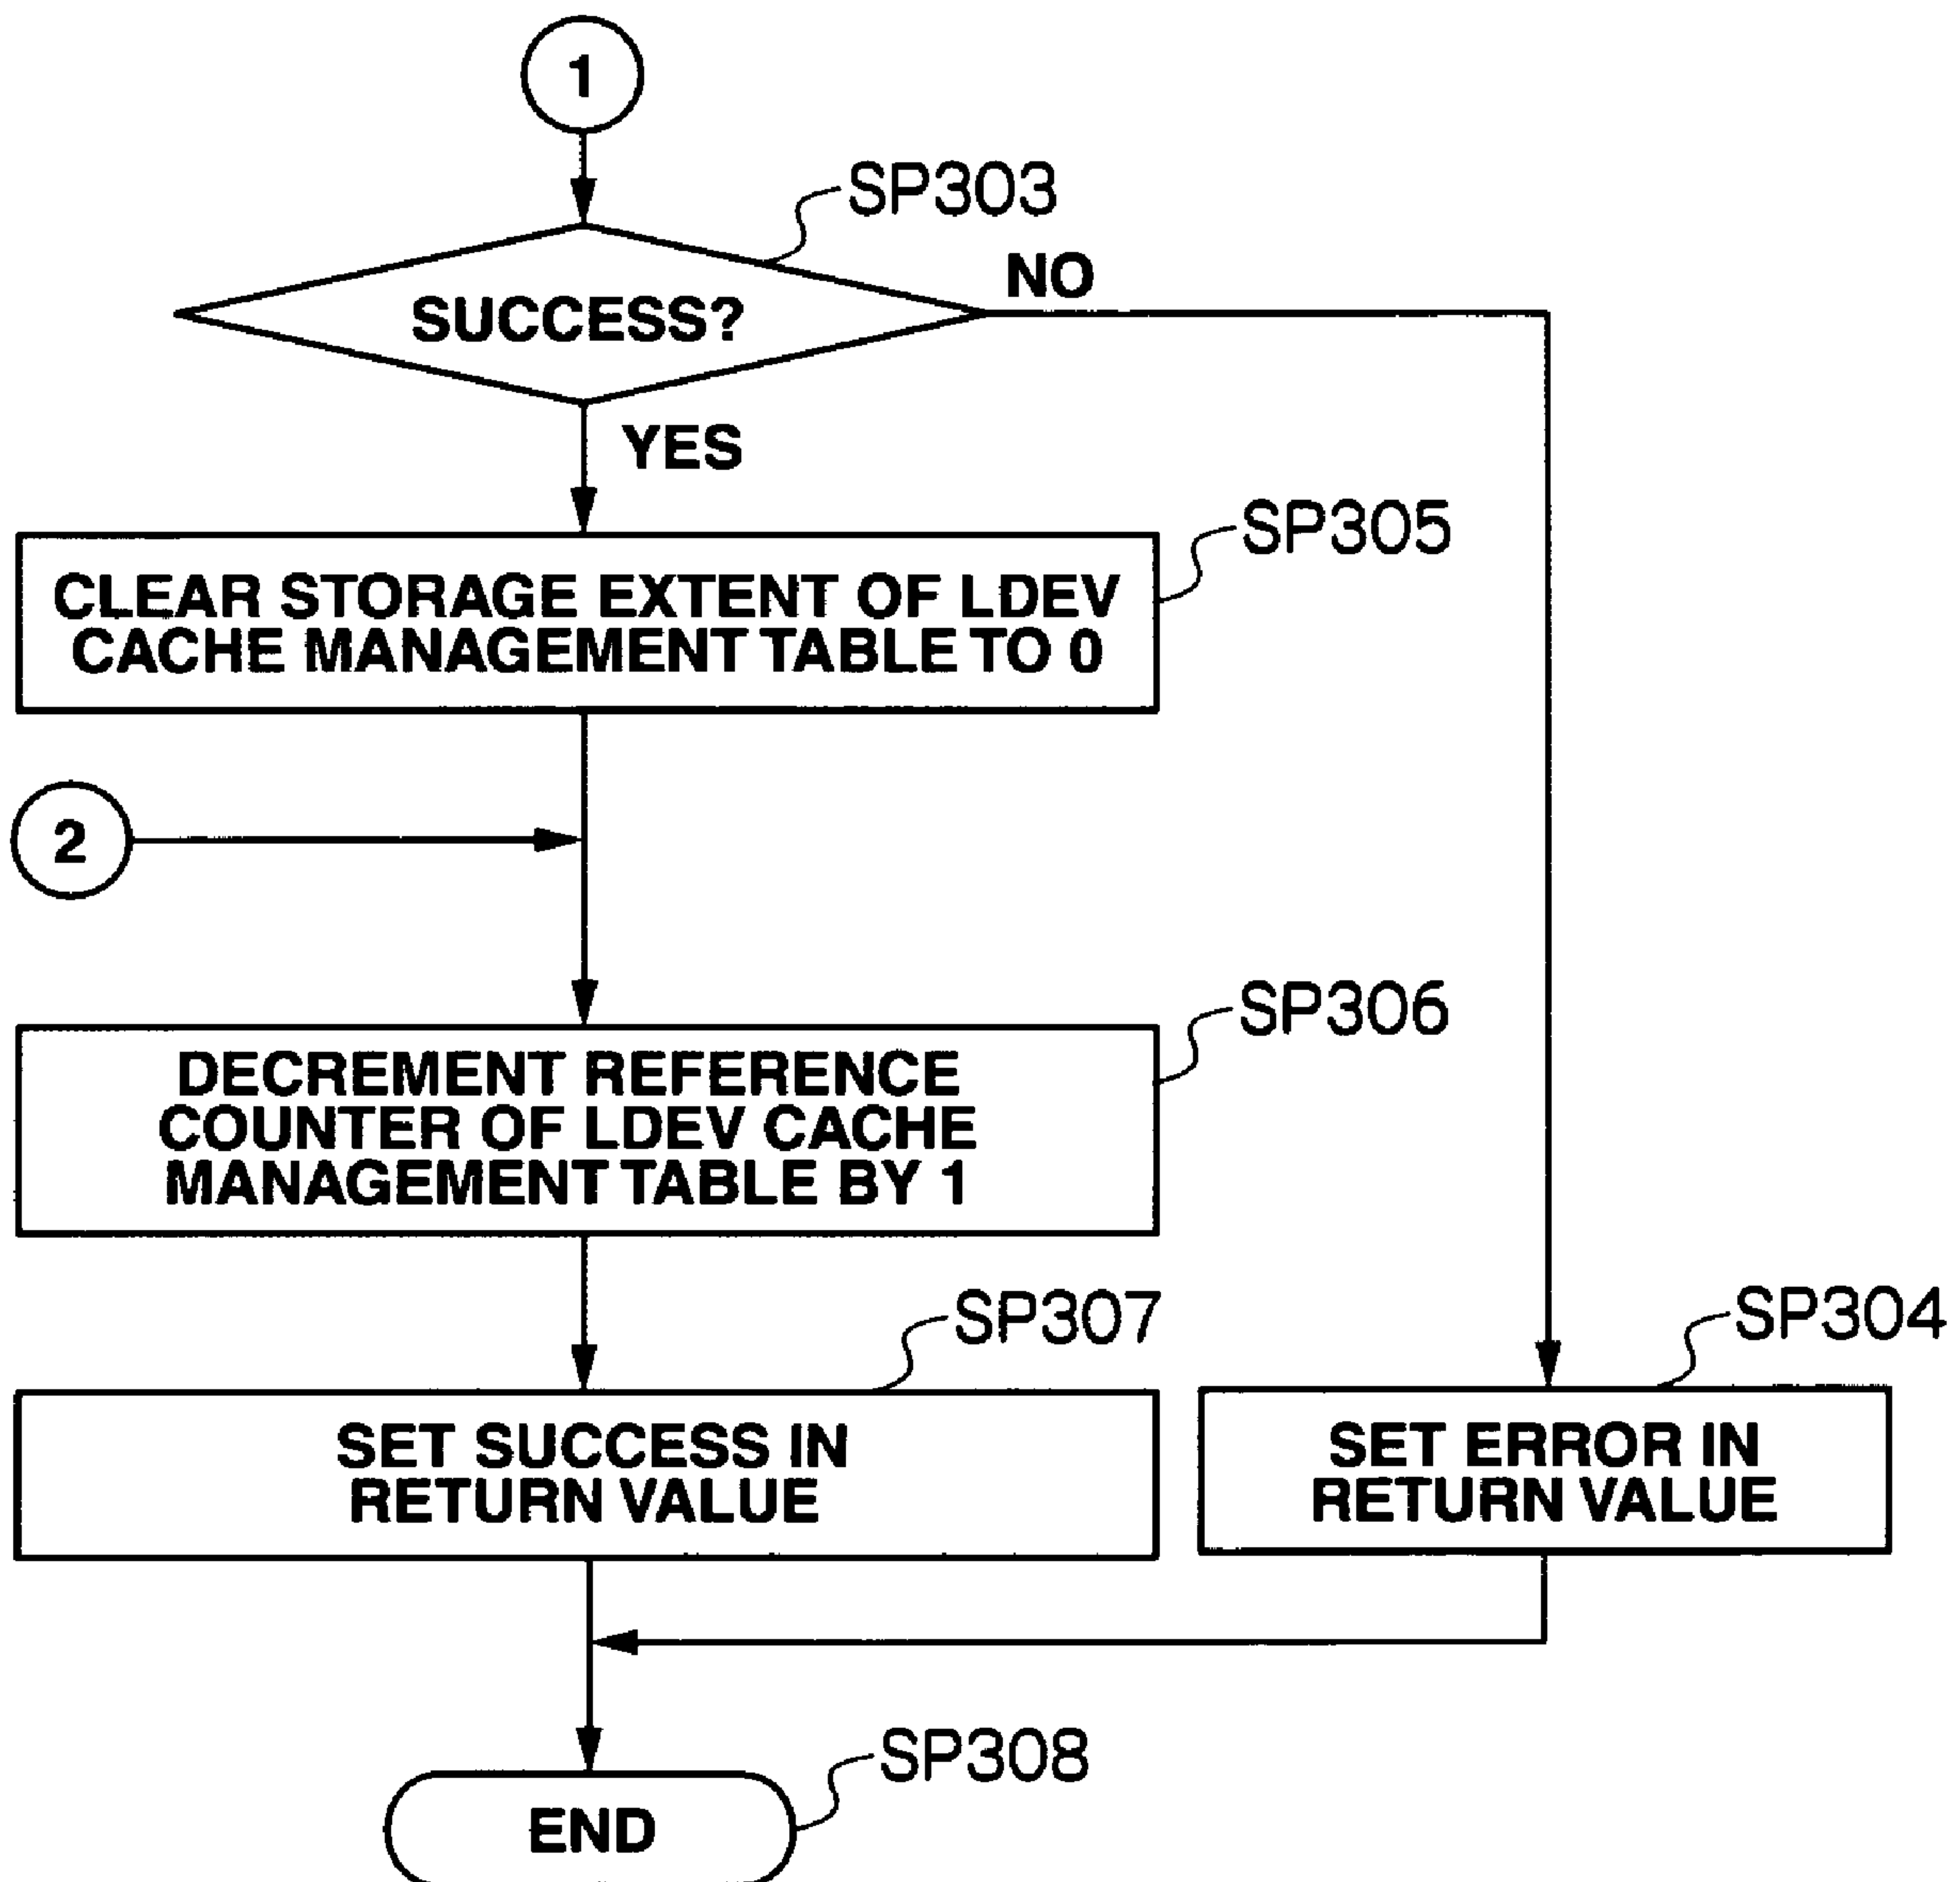 1
SP303
NO
SUCCESS?
YES
SP305
CLEAR STORAGE EXTENT OF LDEV
CACHE MANAGEMENT TABLE TO 0
2
SP306
DECREMENT REFERENCE
COUNTER OF LDEV CACHE
MANAGEMENT TABLE BY 1
SP307
SP304
SET SUCCESS IN
RETURN VALUE
SET ERROR IN
RETURN VALUE
SP308
END